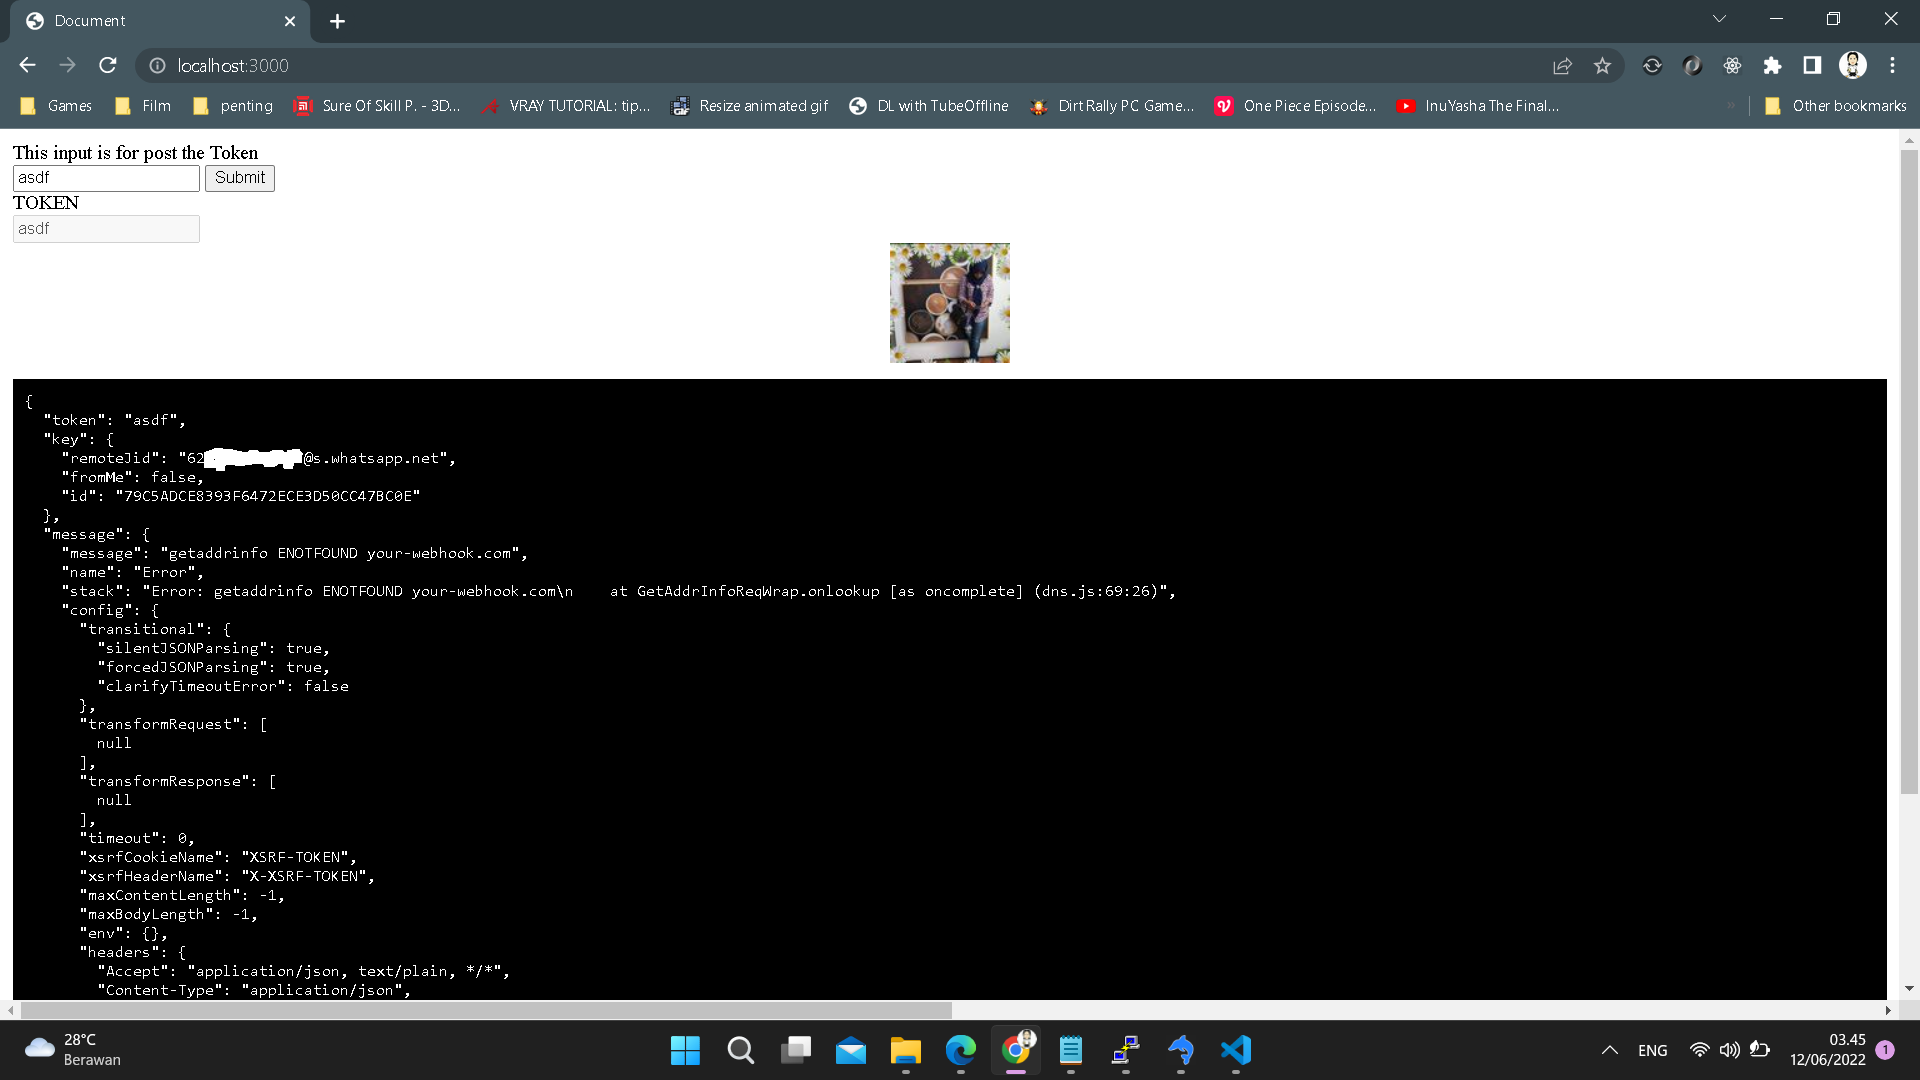 Document
localhost:3000
Games
Film
penting
Sure Of Skill P. - 3D...
VRAY TUTORIAL: tip...
Resize animated gif
DL with TubeOffline
Dirt Rally PC Game...
One Piece Episode...
InuYasha The Final...
»
Other bookmarks
This input is for post the Token
asdf Submit
TOKEN
asdf
{
"token": "asdf",
"key": {
"remoteJid": "62 @s.whatsapp.net",
"fromMe": false,
"id": "79C5ADCE8393F6472ECE3D50CC47BC0E"
},
"message": {
"message": "getaddrinfo ENOTFOUND your-webhook.com",
"name": "Error",
"stack": "Error: getaddrinfo ENOTFOUND your-webhook.com\n    at GetAddrInfoReqWrap.onlookup [as oncomplete] (dns.js:69:26)",
"config": {
"transitional": {
"silentJSONParsing": true,
"forcedJSONParsing": true,
"clarifyTimeoutError": false
},
"transformRequest": [
null
],
"transformResponse": [
null
],
"timeout": 0,
"xsrfCookieName": "XSRF-TOKEN",
"xsrfHeaderName": "X-XSRF-TOKEN",
"maxContentLength": -1,
"maxBodyLength": -1,
"env": {},
"headers": {
"Accept": "application/json, text/plain, */*",
"Content-Type": "application/json",
28°C
Berawan
ENG
03.45
12/06/2022
1